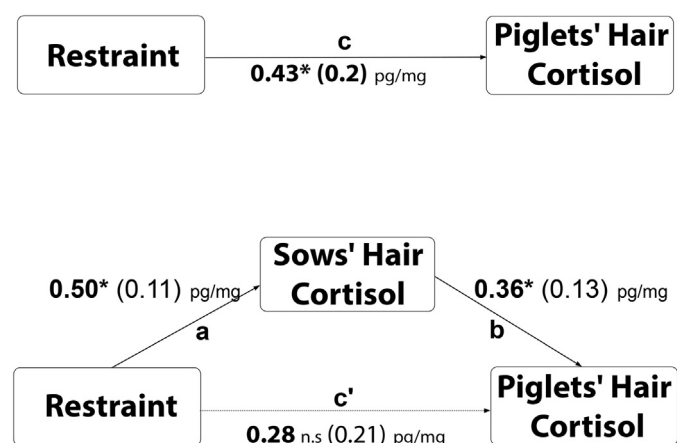 Restraint
c
0.43* (0.2) pg/mg
Piglets' Hair
Cortisol
Sows' Hair
Cortisol
0.50* (0.11) pg/mg
a
0.36* (0.13) pg/mg
b
Restraint
c'
0.28 n.s (0.21) pg/mg
Piglets' Hair
Cortisol